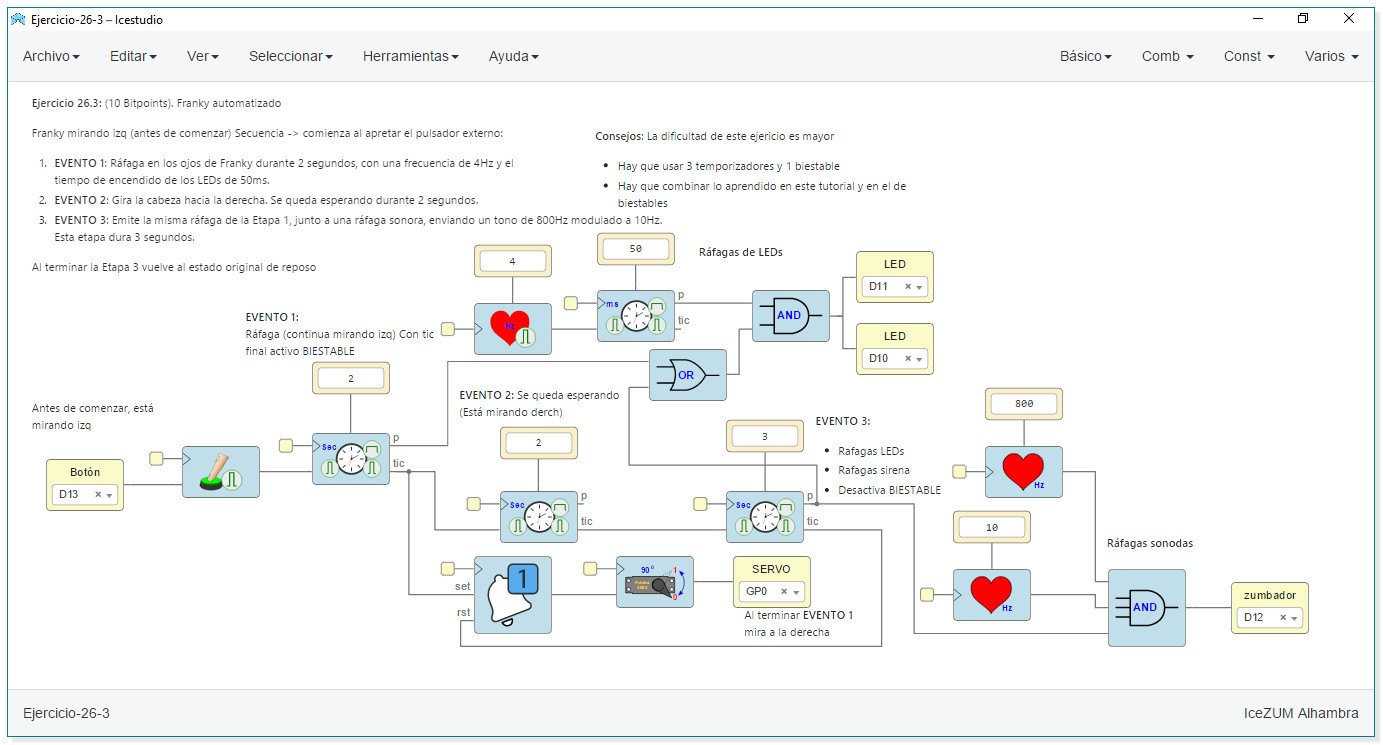 Ejercicio-26-3 – Icestudio
Archivo
Editar
Ver
Seleccionar
Herramientas
Ayuda
Básico
Comb
Const
Varios
Ejercicio 26.3: (10 Bitpoints). Franky automatizado
Franky mirando izq (antes de comenzar) Secuencia -> comienza al apretar el pulsador externo:
1. EVENTO 1: Ráfaga en los ojos de Franky durante 2 segundos, con una frecuencia de 4Hz y el
tiempo de encendido de los LEDs de 50ms.
2. EVENTO 2: Gira la cabeza hacia la derecha. Se queda esperando durante 2 segundos.
3. EVENTO 3: Emite la misma ráfaga de la Etapa 1, junto a una ráfaga sonora, enviando un tono de 800Hz modulado a 10Hz.
Esta etapa dura 3 segundos.
Al terminar la Etapa 3 vuelve al estado original de reposo
Consejos: La dificultad de este ejericio es mayor
Hay que usar 3 temporizadores y 1 biestable
Hay que combinar lo aprendido en este tutorial y en el de
biestables
4
50
Ráfagas de LEDs
LED
D11
Hz
ms
p
tic
AND
LED
D10
EVENTO 1:
Ráfaga (continua mirando izq) Con tic
final activo BIESTABLE
2
OR
EVENTO 2: Se queda esperando
(Está mirando derch)
Antes de comenzar, está
mirando izq
Botón
D13
Sec
p
tic
2
Sec
p
tic
3
Sec
p
tic
EVENTO 3:
Rafagas LEDs
Rafagas sirena
Desactiva BIESTABLE
800
Hz
10
Hz
Ráfagas sonodas
set
rst
1
90°
1
0
SERVO
GP0
Al terminar EVENTO 1
mira a la derecha
AND
zumbador
D12
Ejercicio-26-3
IceZUM Alhambra